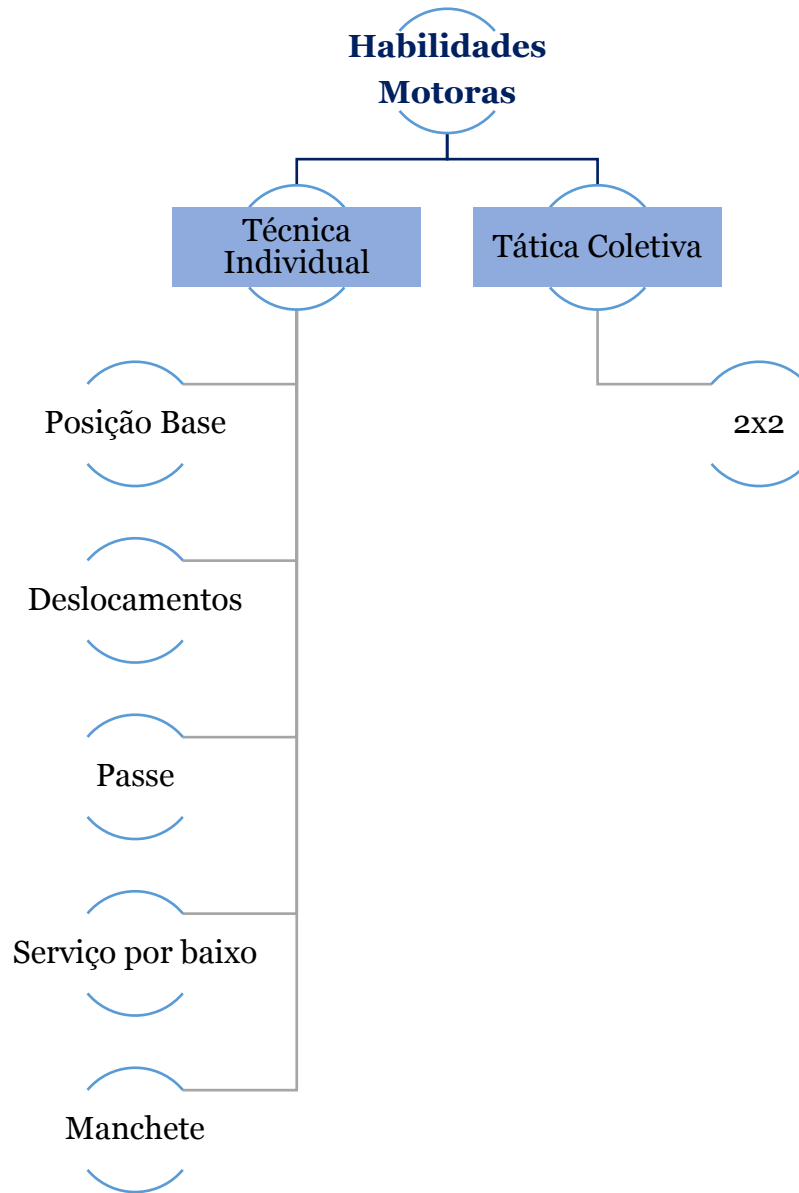 Habilidades
Motoras
Técnica
Individual
Tática Coletiva
Posição Base
2x2
Deslocamentos
Passe
Serviço por baixo
Manchete